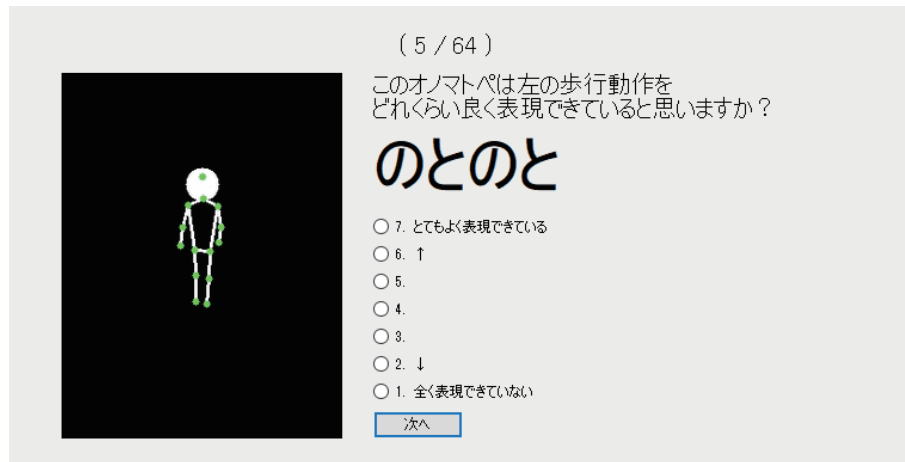 ( 5 / 64 )
このオノマトペは左の歩行動作を
どれくらい良く表現できていると思いますか?
のとのと
7. とてもよく表現できている
6. ↑
5.
4.
3.
2. ↓
1. 全く表現できていない
次へ